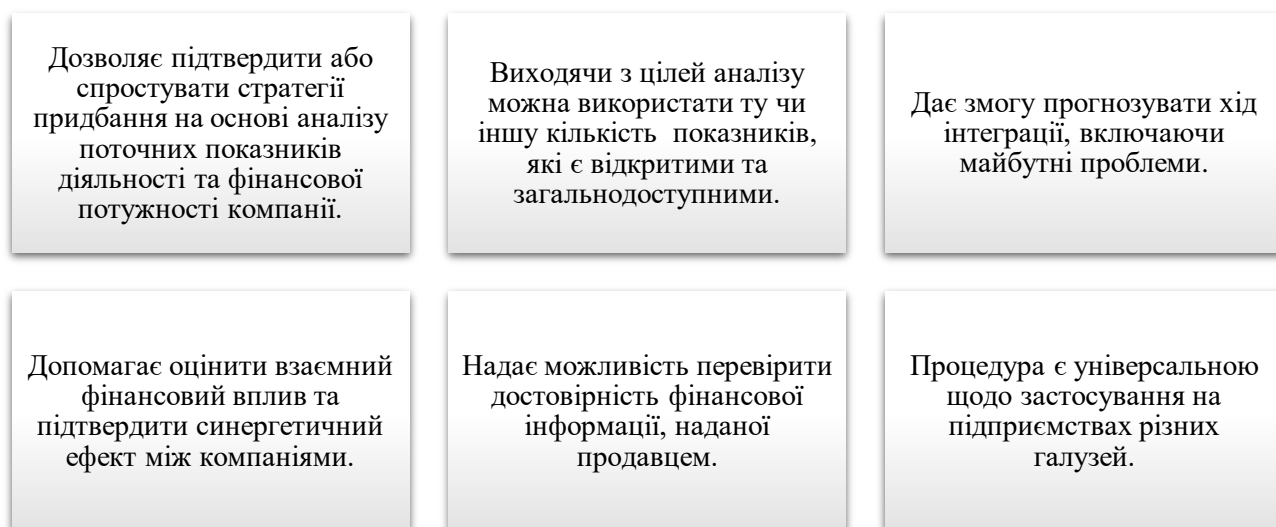 Дозволяє підтвердити або
спростувати стратегії
придбання на основі аналізу
поточних показників
діяльності та фінансової
потужності компанії.
Виходячи з цілей аналізу
можна використати ту чи
іншу кількість показників,
які є відкритими та
загальнодоступними.
Дає змогу прогнозувати хід
інтеграції, включаючи
майбутні проблеми.
Допомагає оцінити взаємний
фінансовий вплив та
підтвердити синергетичний
ефект між компаніями.
Надає можливість перевірити
достовірність фінансової
інформації, наданої
продавцем.
Процедура є універсальною
щодо застосування на
підприємствах різних
галузей.